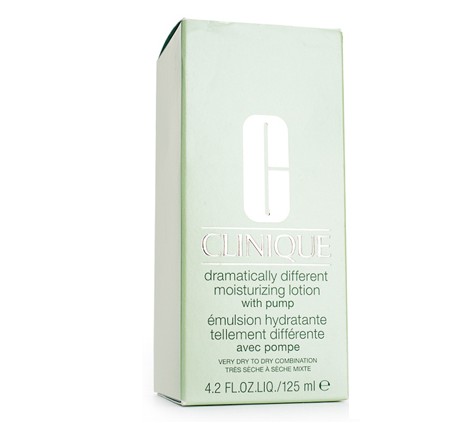 C
CLINIQUE
dramatically different
moisturizing lotion
with pump
émulsion hydratante
tellement différente
avec pompe
VERY DRY TO DRY COMBINATION
TRÈS SÈCHE À SÈCHE MIXTE
4.2 FL.OZ.LIQ./125 ml ℮